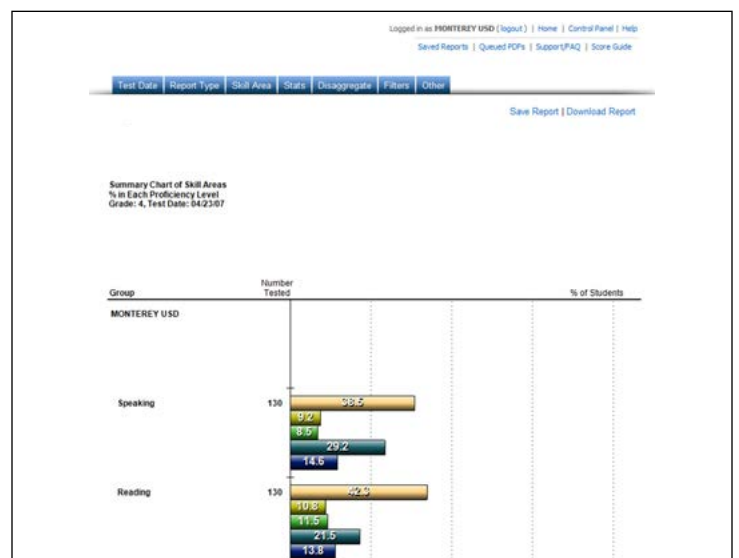 Logged in as MONTEREY USD (logout) | Home | Control Panel | Help
Saved Reports | Queued PDFs | Support/FAQ | Score Guide
Test Date Report Type Skill Area Stats Disaggregate Filters Other
Save Report | Download Report
Summary Chart of Skill Areas
% in Each Proficiency Level
Grade: 4, Test Date: 04/23/07
Number
Group Tested % of Students
MONTEREY USD
Speaking 130 38.5
9.2
8.5
29.2
14.6
Reading 130 42.3
10.8
11.5
21.5
13.8